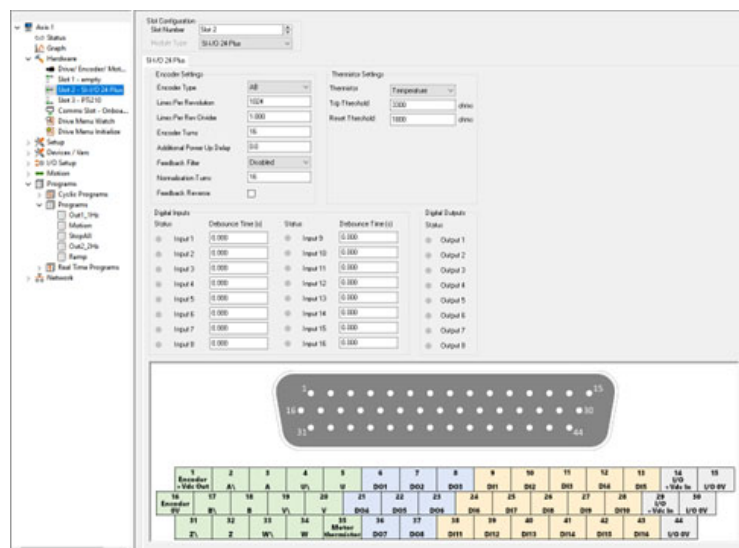 Axis 1
Status
Graph
Hardware
Drive/ Encoder/ Mot...
Slot 1 - empty
Slot 2 - SI-I/O 24 Plus
Slot 3 - PS210
Comms Slot - Onboa...
Drive Menu Watch
Drive Menu Initialize
Setup
Devices / Vars
I/O Setup
Motion
Programs
Cyclic Programs
Programs
Out1_1Hz
Motion
StopAll
Out2_2Hz
Ramp
Real Time Programs
Network
Slot Configuration
Slot Number Slot 2
Module Type SI-I/O 24 Plus
SI-I/O 24 Plus
Encoder Settings
Encoder Type AB
Lines Per Revolution 1024
Lines Per Rev Divider 1.000
Encoder Turns 16
Additional Power Up Delay 0.0
Feedback Filter Disabled
Normalization Turns 16
Feedback Reverse
Thermistor Settings
Thermistor Temperature
Trip Threshold 3300 ohms
Reset Threshold 1800 ohms
Digital Inputs
Status Debounce Time (s) Status Debounce Time (s)
Input 1 0.000 Input 9 0.000
Input 2 0.000 Input 10 0.000
Input 3 0.000 Input 11 0.000
Input 4 0.000 Input 12 0.000
Input 5 0.000 Input 13 0.000
Input 6 0.000 Input 14 0.000
Input 7 0.000 Input 15 0.000
Input 8 0.000 Input 16 0.000
Digital Outputs
Status
Output 1
Output 2
Output 3
Output 4
Output 5
Output 6
Output 7
Output 8
1 15
16 30
31 44
1 2 3 4 5 6 7 8 9 10 11 12 13 14 15
Encoder +Vdc Out A\ A U\ U DO1 DO2 DO3 DI1 DI2 DI3 DI4 DI5 I/O +Vdc In I/O 0V
16 17 18 19 20 21 22 23 24 25 26 27 28 29 30
Encoder 0V B\ B V\ V DO4 DO5 DO6 DI6 DI7 DI8 DI9 DI10 I/O +Vdc In I/O 0V
31 32 33 34 35 36 37 38 39 40 41 42 43 44
Z\ Z W\ W Motor thermistor DO7 DO8 DI11 DI12 DI13 DI14 DI15 DI16 I/O 0V